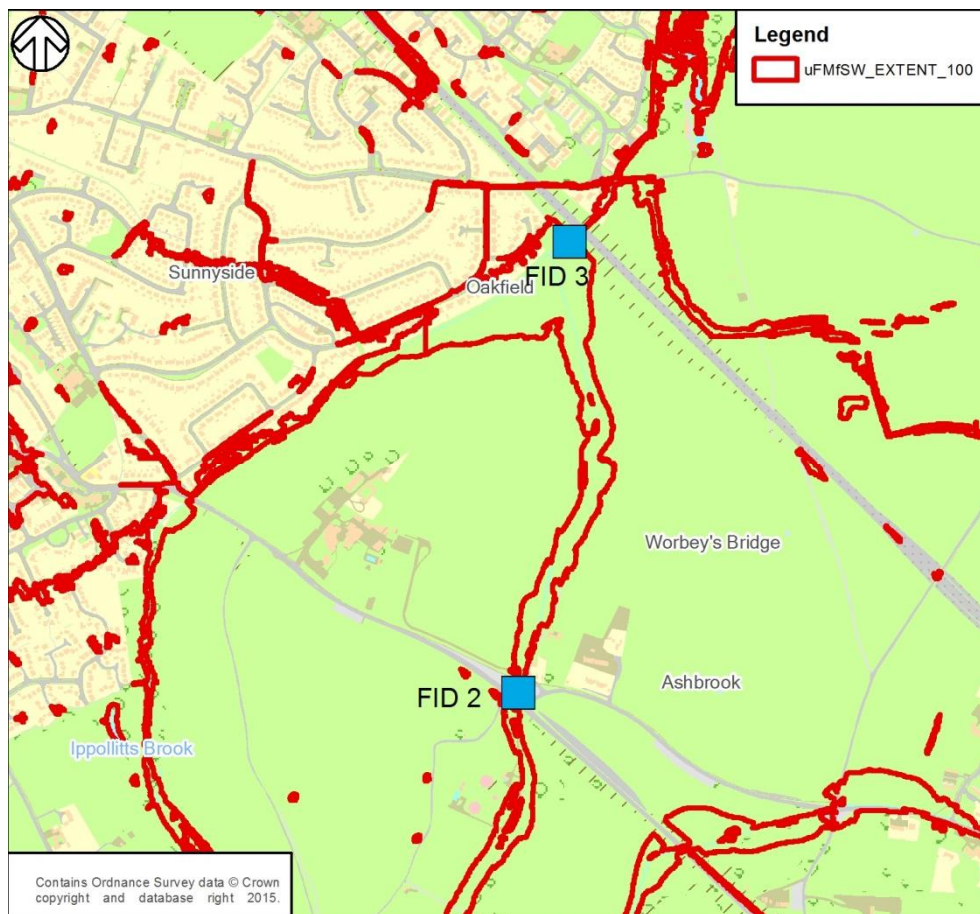 Legend
uFMfSW_EXTENT_100
Sunnyside
Oakfield
FID 3
Worbey's Bridge
FID 2
Ashbrook
Ippollitts Brook
Contains Ordnance Survey data © Crown
copyright and database right 2015.